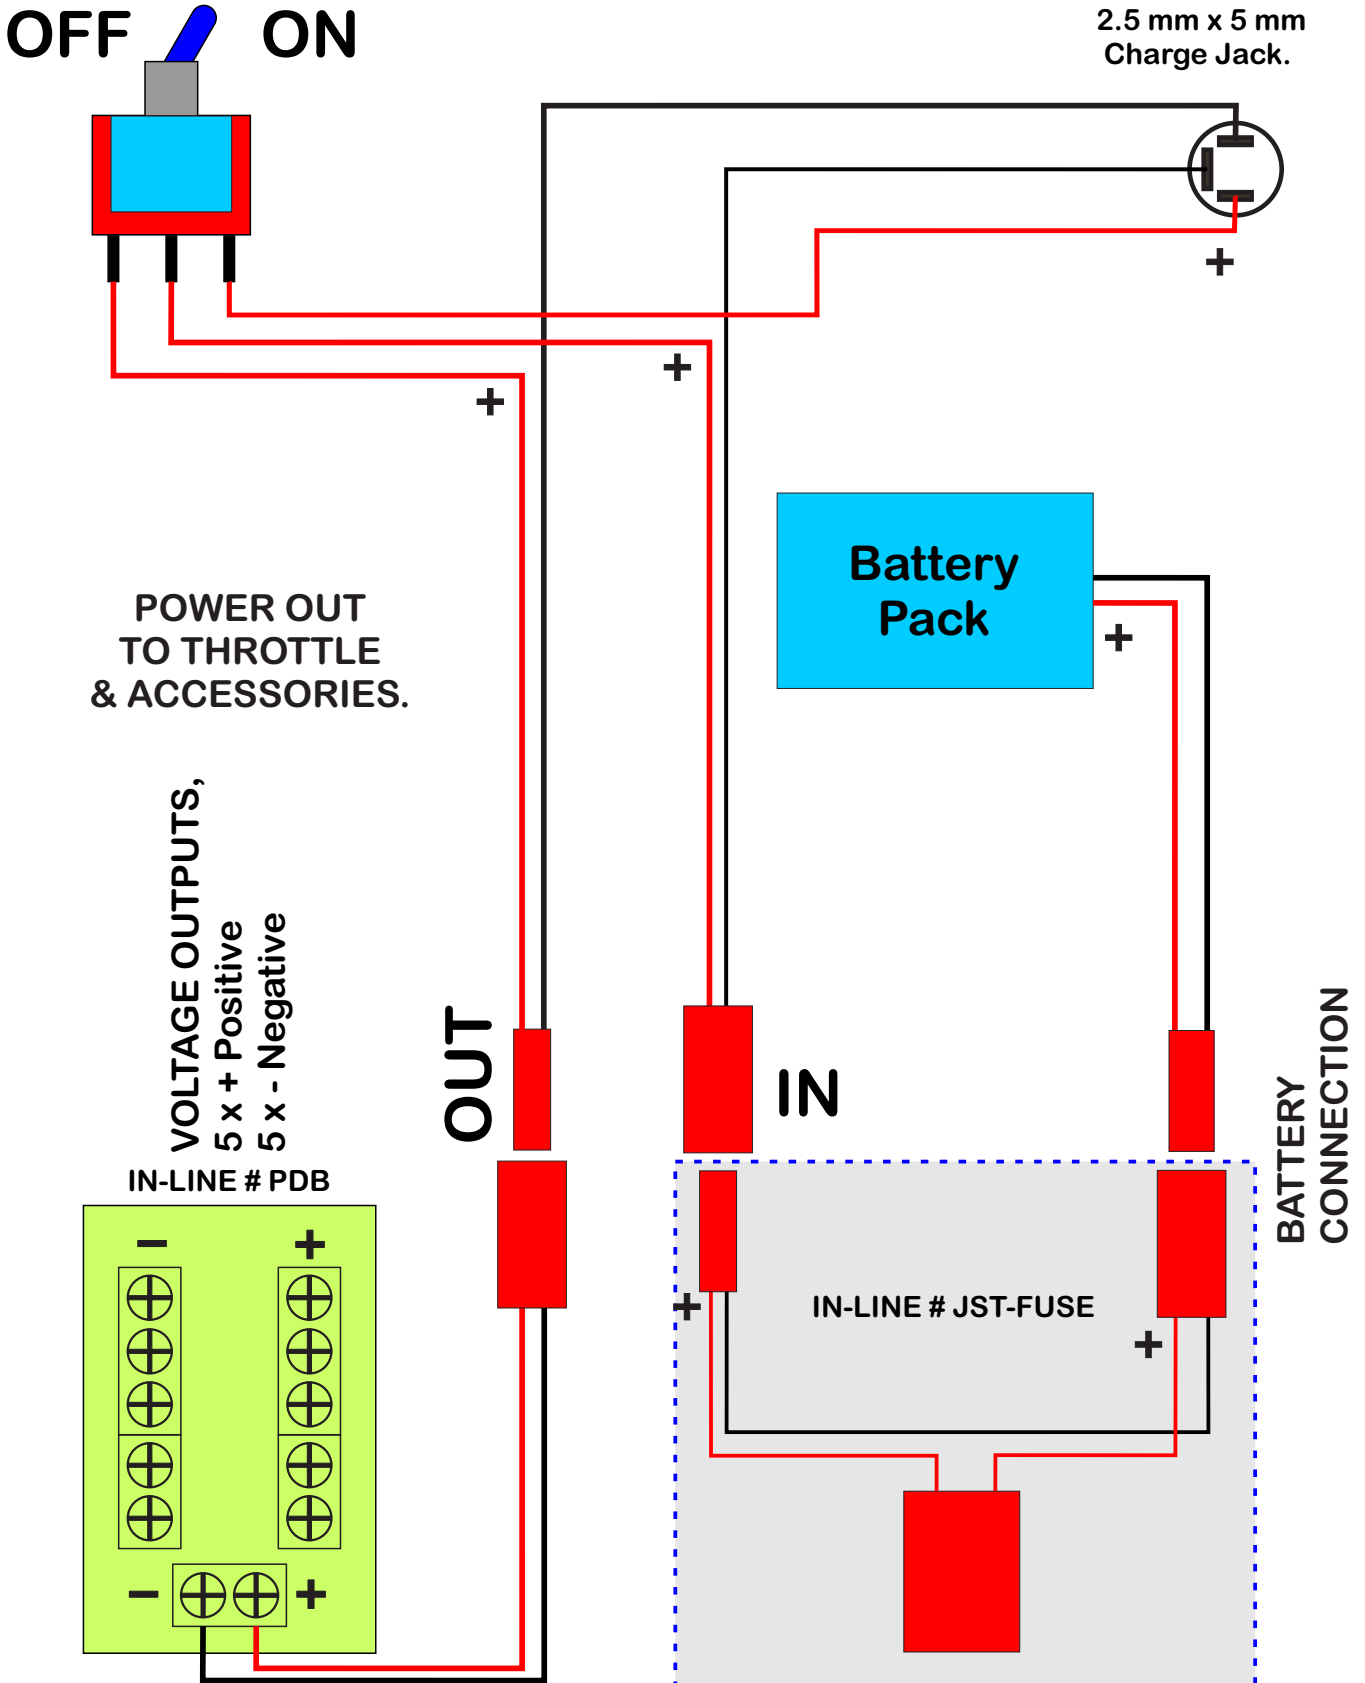 OFF ON
2.5 mm x 5 mm
Charge Jack.
+
+
+
Battery
Pack
+
POWER OUT
TO THROTTLE
& ACCESSORIES.
VOLTAGE OUTPUTS,
5 x + Positive
5 x - Negative
OUT
IN
BATTERY
CONNECTION
IN-LINE # PDB
− +
IN-LINE # JST-FUSE
+
+
− +